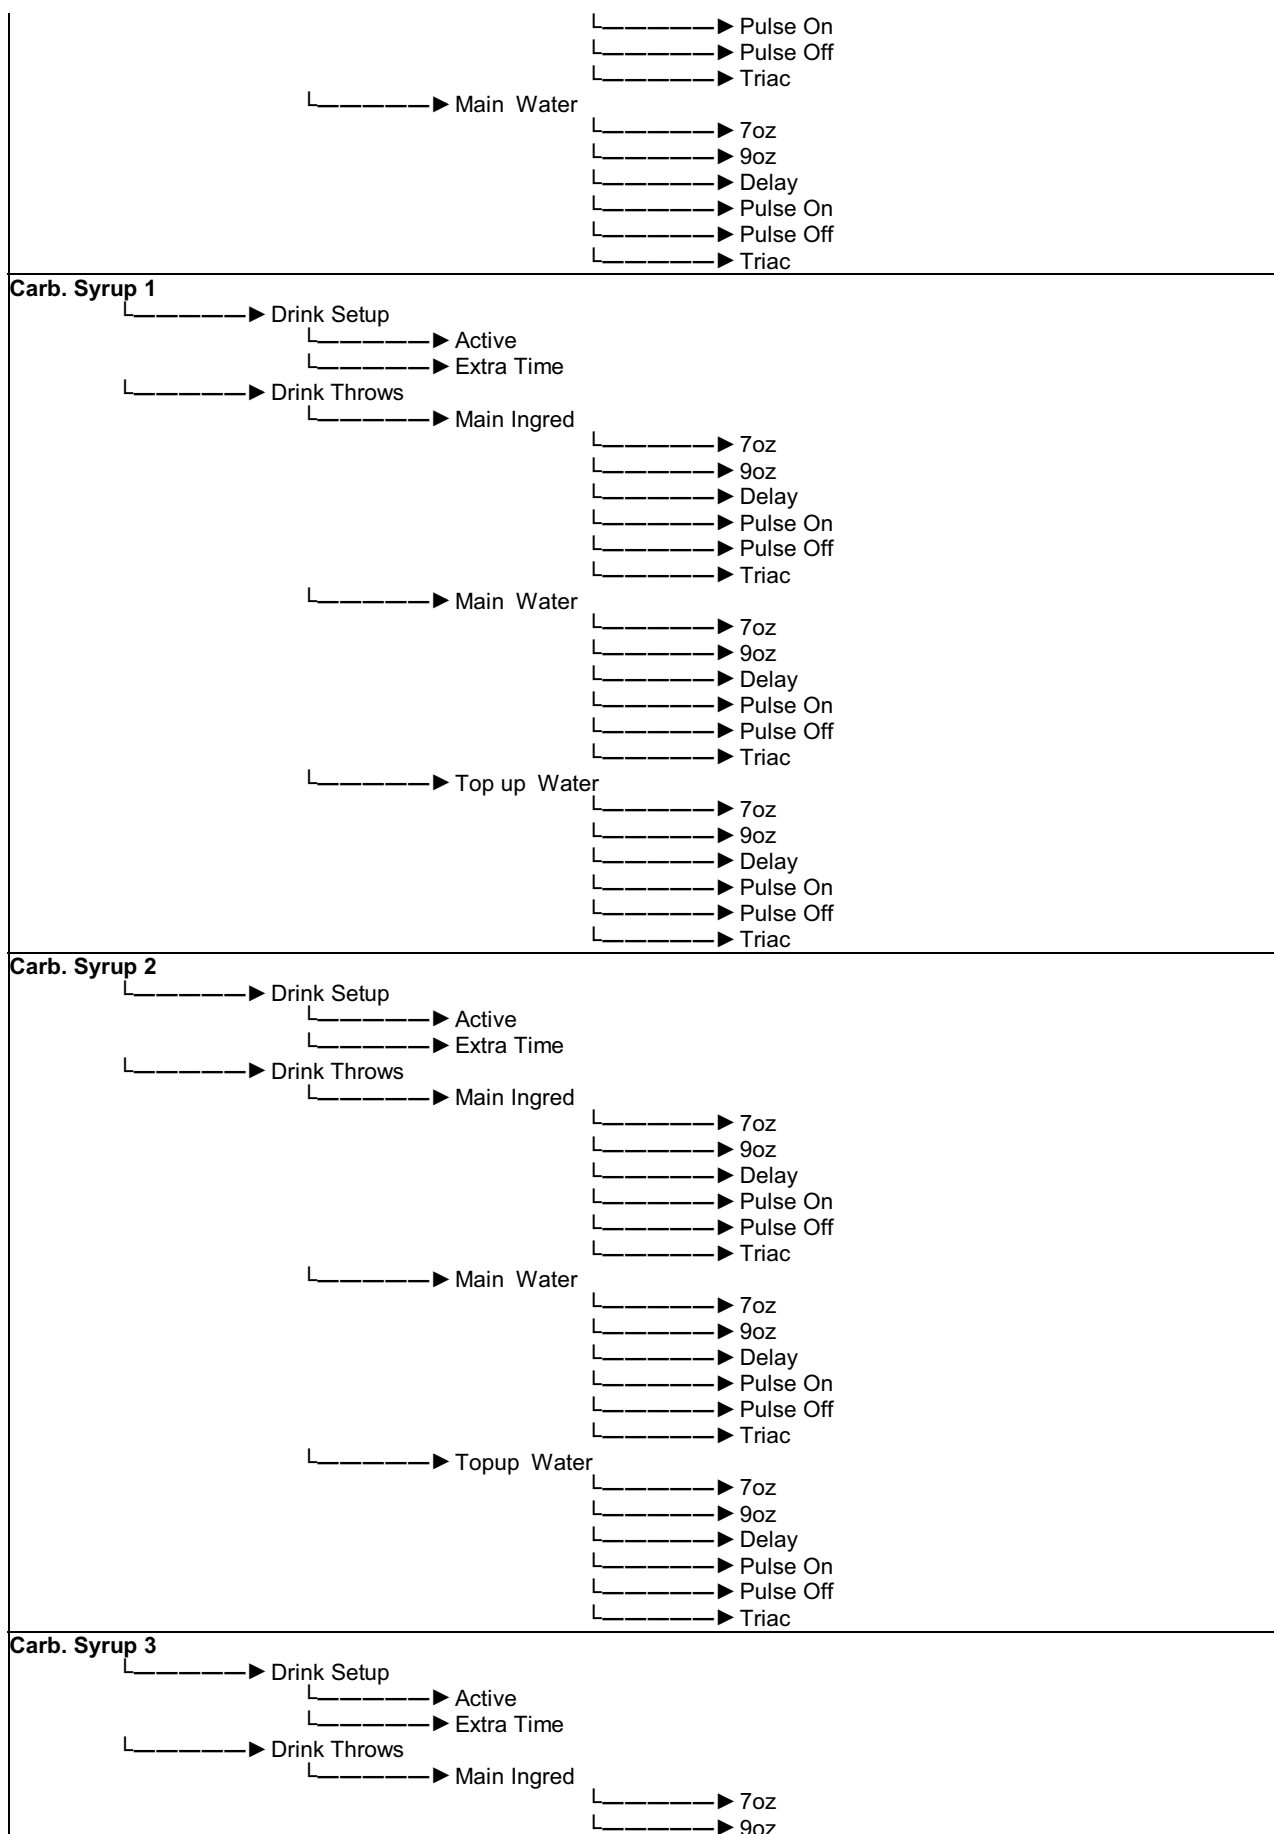 Pulse On
Pulse Off
Triac
Main Water
7oz
9oz
Delay
Pulse On
Pulse Off
Triac
Carb. Syrup 1
Drink Setup
Active
Extra Time
Drink Throws
Main Ingred
7oz
9oz
Delay
Pulse On
Pulse Off
Triac
Main Water
7oz
9oz
Delay
Pulse On
Pulse Off
Triac
Top up Water
7oz
9oz
Delay
Pulse On
Pulse Off
Triac
Carb. Syrup 2
Drink Setup
Active
Extra Time
Drink Throws
Main Ingred
7oz
9oz
Delay
Pulse On
Pulse Off
Triac
Main Water
7oz
9oz
Delay
Pulse On
Pulse Off
Triac
Topup Water
7oz
9oz
Delay
Pulse On
Pulse Off
Triac
Carb. Syrup 3
Drink Setup
Active
Extra Time
Drink Throws
Main Ingred
7oz
9oz